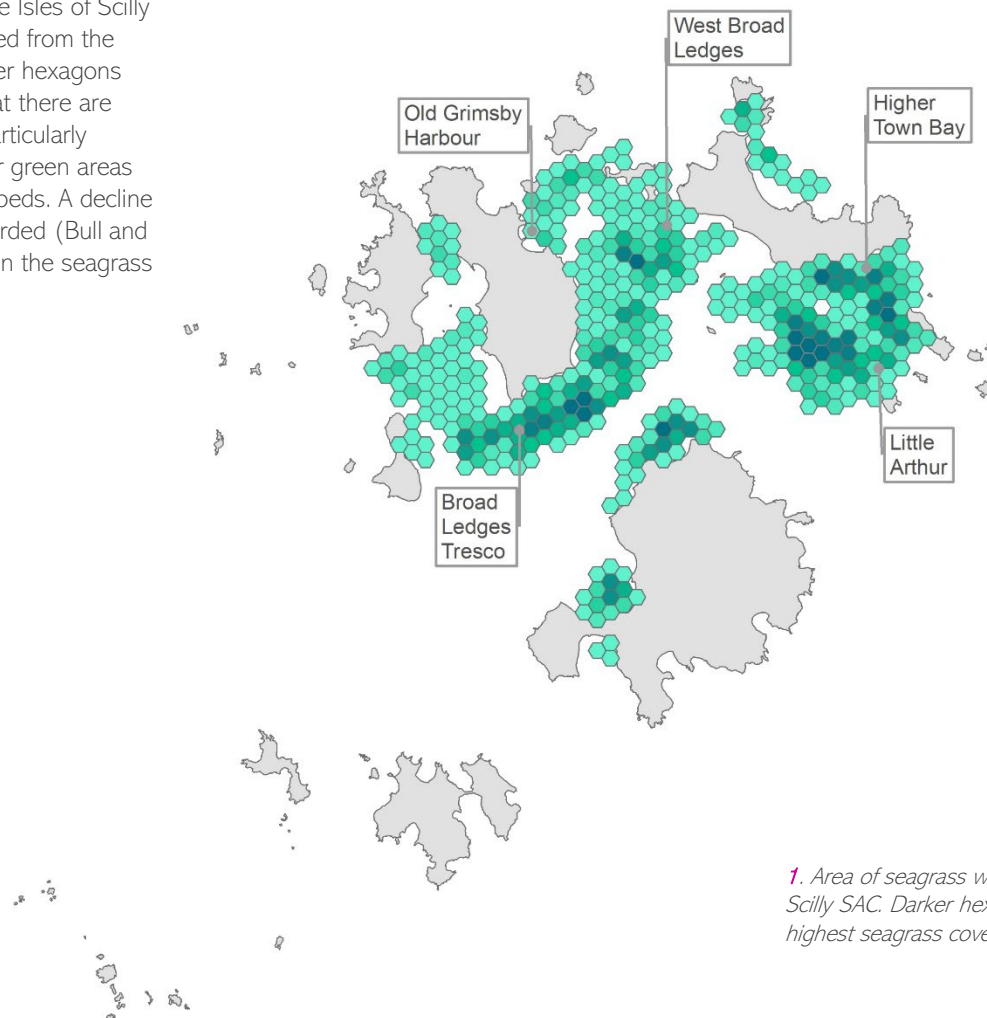 e Isles of Scilly
ed from the
er hexagons
at there are
articularly
r green areas
beds. A decline
rded (Bull and
n the seagrass
West Broad
Ledges
Old Grimsby
Harbour
Higher
Town Bay
Little
Arthur
Broad
Ledges
Tresco
1. Area of seagrass w
Scilly SAC. Darker hex
highest seagrass cove